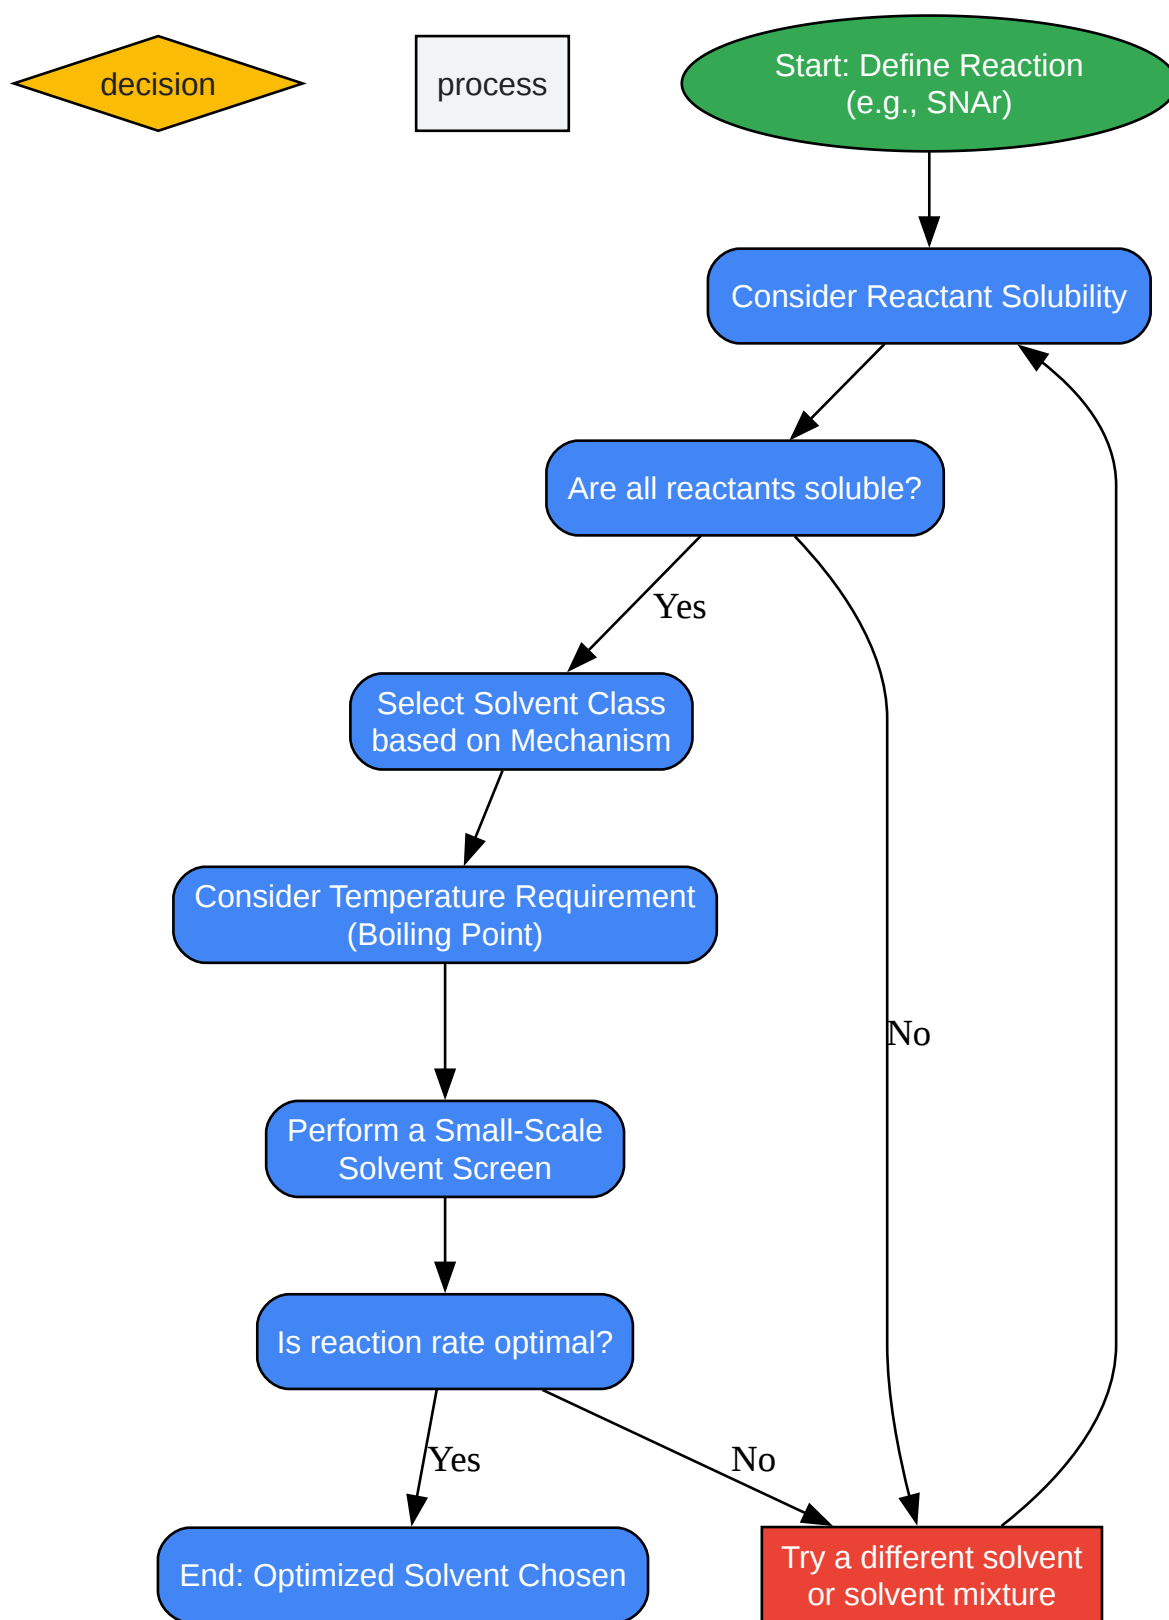 decision
process
Start: Define Reaction
(e.g., SNAr)
Consider Reactant Solubility
Are all reactants soluble?
Yes
Select Solvent Class
based on Mechanism
Consider Temperature Requirement
(Boiling Point)
No
Perform a Small-Scale
Solvent Screen
Is reaction rate optimal?
Yes
No
End: Optimized Solvent Chosen
Try a different solvent
or solvent mixture